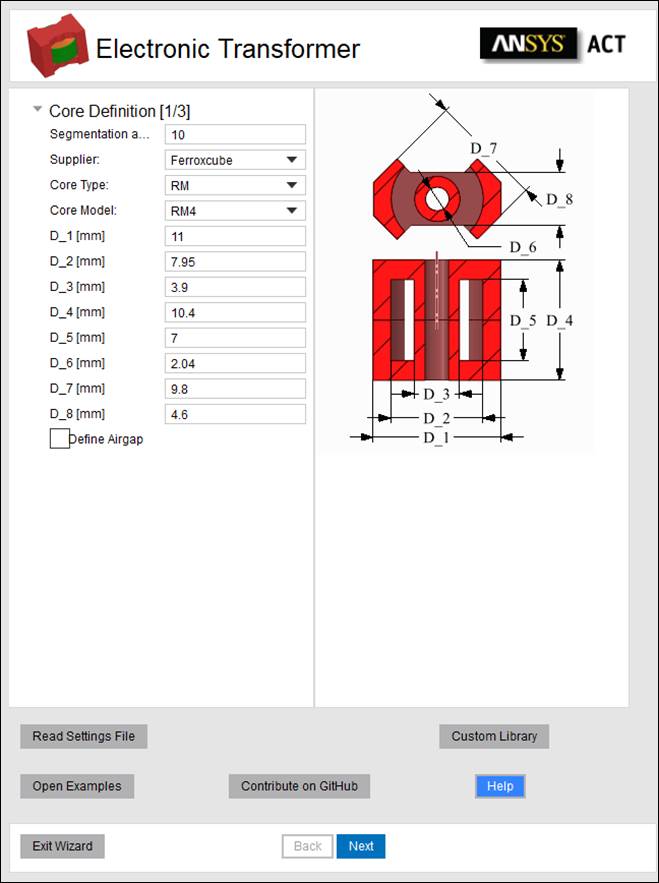 Electronic Transformer
ANSYS ACT
Core Definition [1/3]
Segmentation a... 10
Supplier: Ferroxcube
Core Type: RM
Core Model: RM4
D_1 [mm] 11
D_2 [mm] 7.95
D_3 [mm] 3.9
D_4 [mm] 10.4
D_5 [mm] 7
D_6 [mm] 2.04
D_7 [mm] 9.8
D_8 [mm] 4.6
Define Airgap
D_7
D_8
D_6
D_5 D_4
D_3
D_2
D_1
Read Settings File Custom Library
Open Examples Contribute on GitHub Help
Exit Wizard Back Next